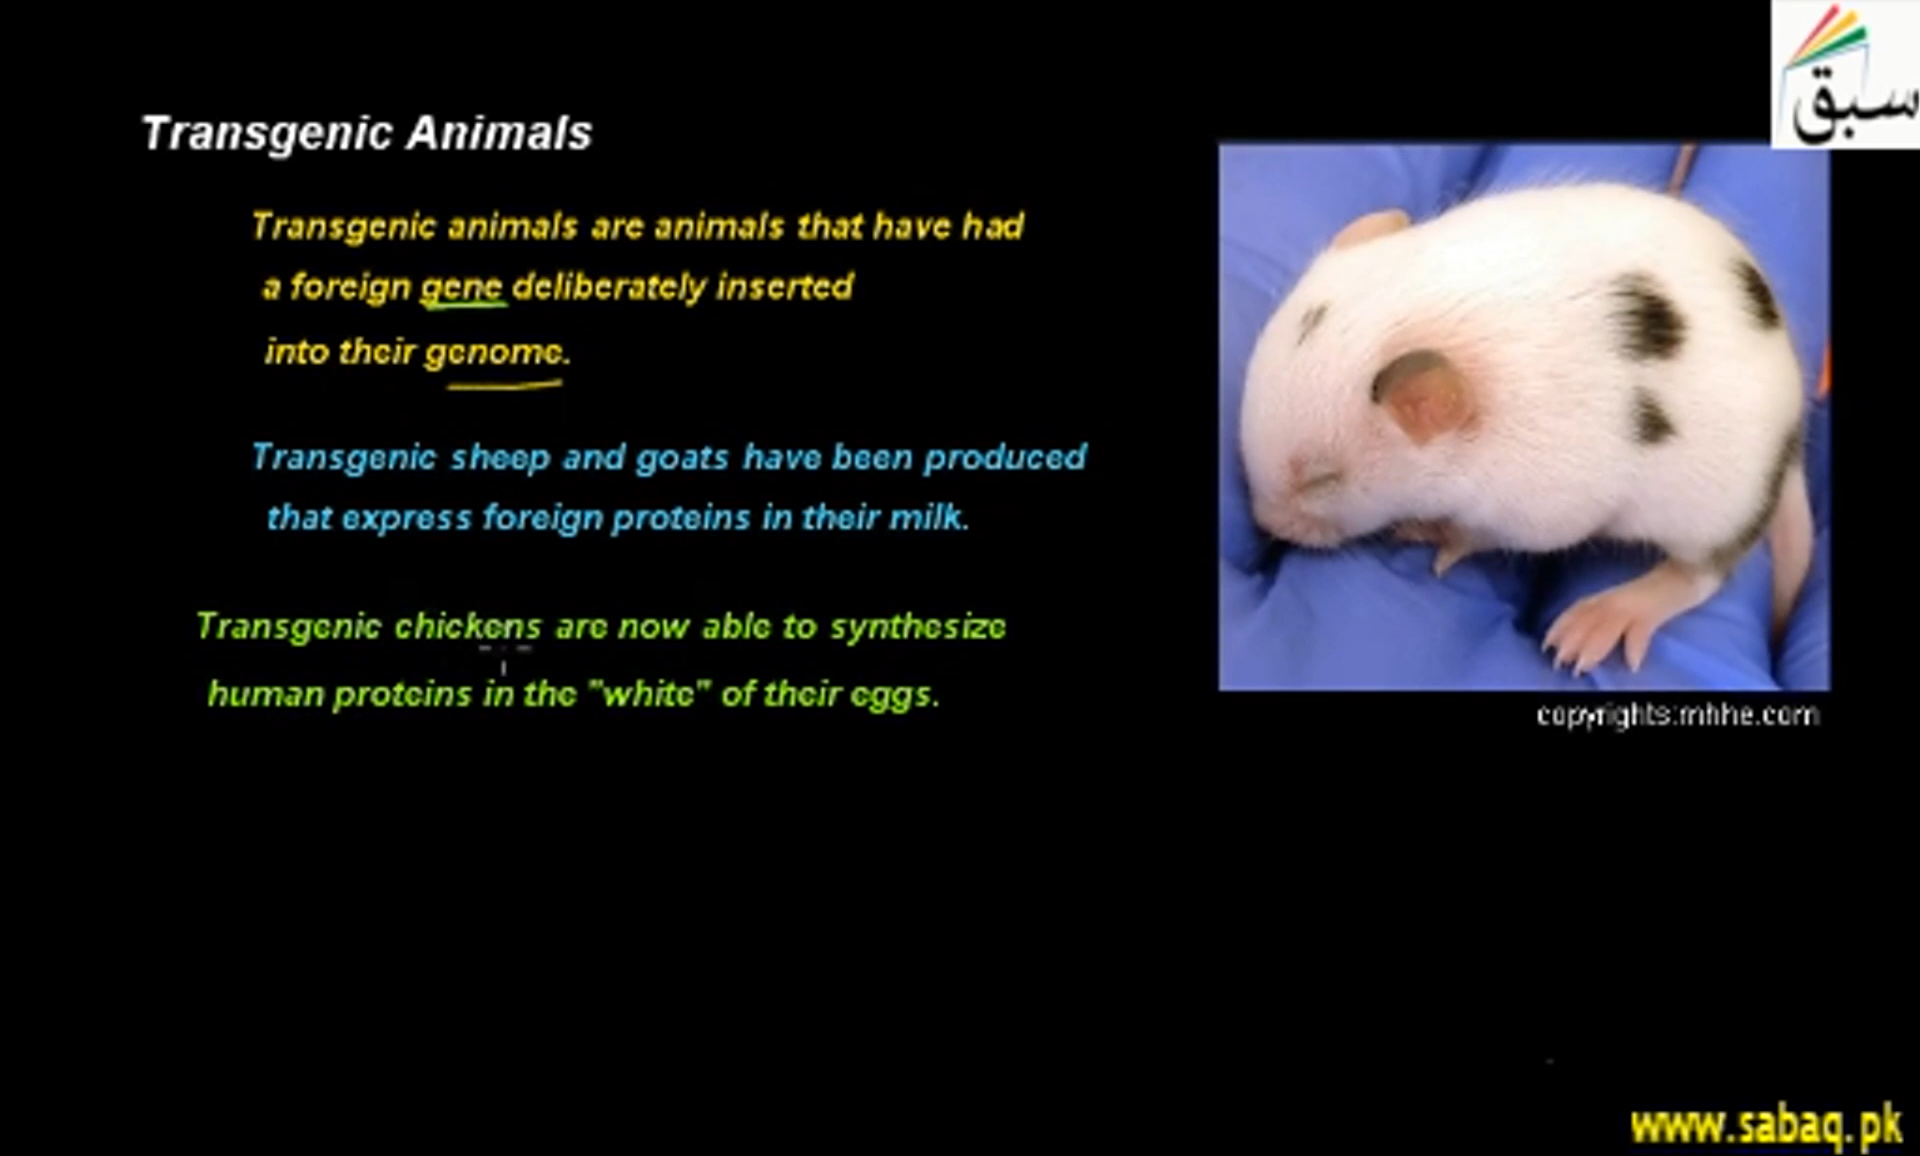 سبق
Transgenic Animals
Transgenic animals are animals that have had
a foreign gene deliberately inserted
into their genome.
Transgenic sheep and goats have been produced
that express foreign proteins in their milk.
Transgenic chickens are now able to synthesize
human proteins in the "white" of their eggs.
copyrights:mhhe.com
www.sabaq.pk